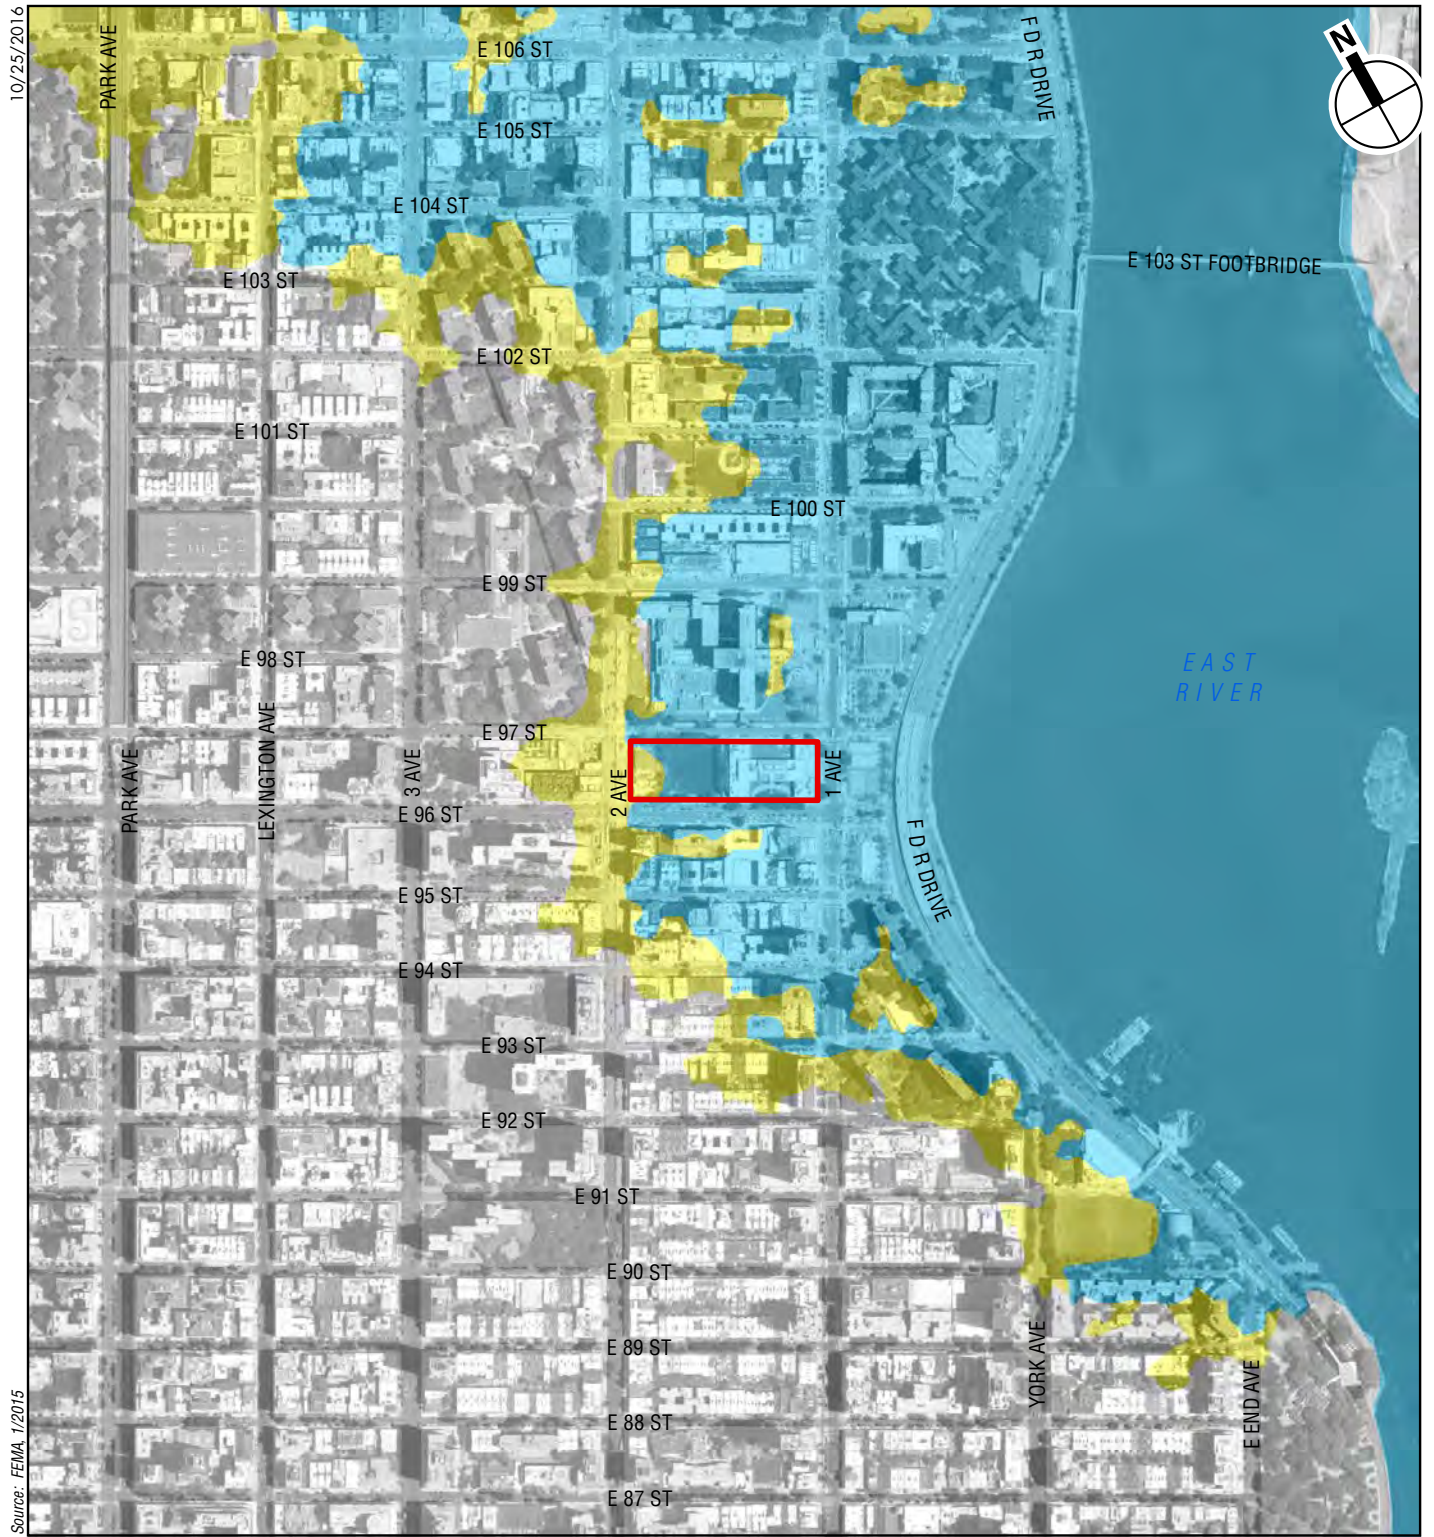 10/25/2016
PARK AVE
E 106 ST
F D R DRIVE
N
E 105 ST
E 104 ST
E 103 ST FOOTBRIDGE
E 103 ST
E 102 ST
E 101 ST
E 100 ST
E 99 ST
E 98 ST
EAST
RIVER
E 97 ST
PARK AVE
LEXINGTON AVE
3 AVE
2 AVE
1 AVE
E 96 ST
F D R DRIVE
E 95 ST
E 94 ST
E 93 ST
E 92 ST
E 91 ST
E 90 ST
E 89 ST
YORK AVE
E END AVE
E 88 ST
E 87 ST
Source: FEMA, 1/2015